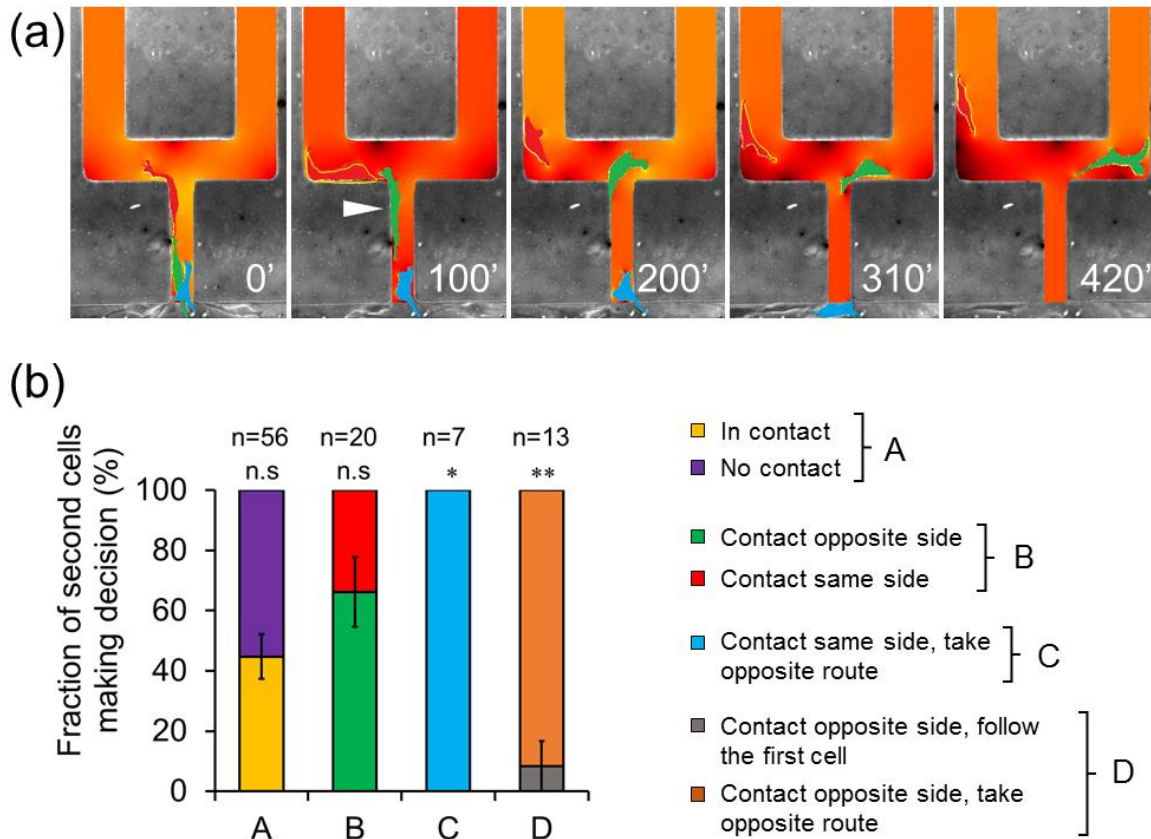 (a)
0’
100’
200’
310’
420’
(b)
Fraction of second cells
making decision (%)
n=56
n=20
n=7
n=13
n.s
n.s
*
**
100
80
60
40
20
0
A
B
C
D
In contact
No contact
A
Contact opposite side
Contact same side
B
Contact same side, take
opposite route
C
Contact opposite side, follow
the first cell
Contact opposite side, take
opposite route
D